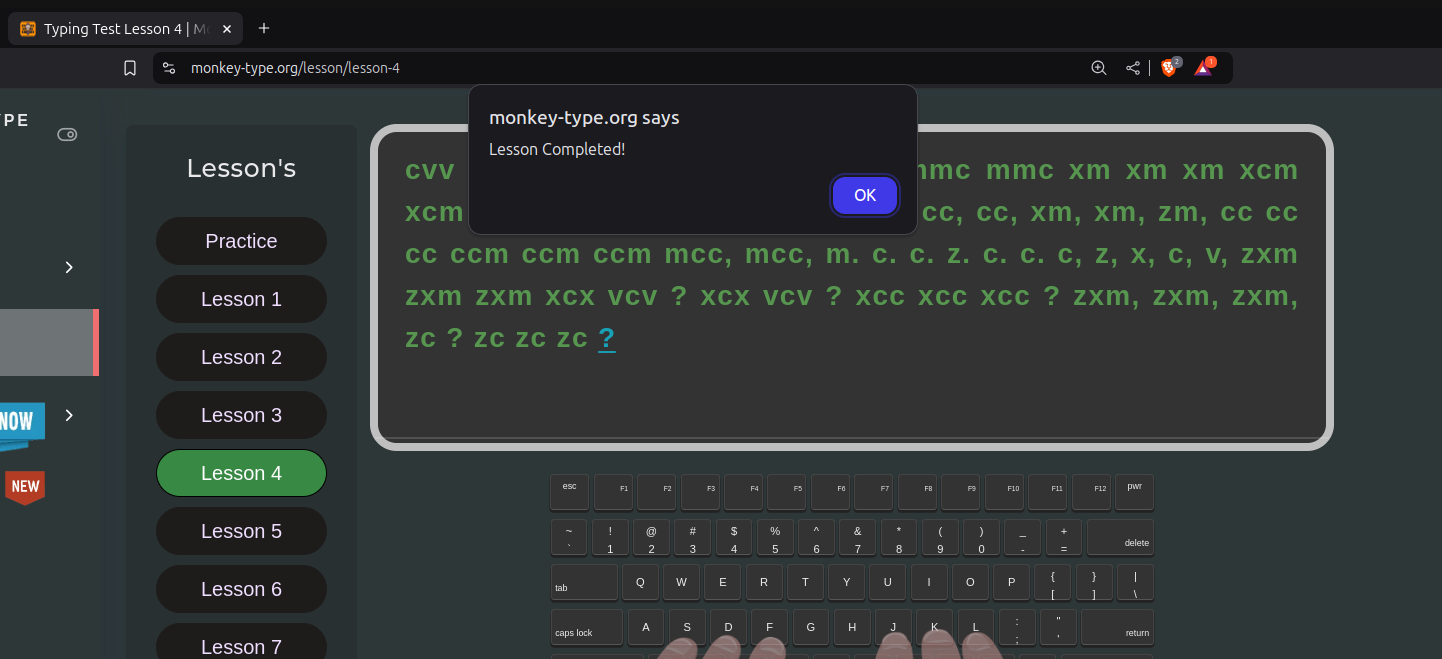 Typing Test Lesson 4 | Mo
monkey-type.org/lesson/lesson-4
2
1
YPE
monkey-type.org says
Lesson Completed!
OK
Lesson's
Practice
Lesson 1
Lesson 2
Lesson 3
Lesson 4
Lesson 5
Lesson 6
Lesson 7
NOW
NEW
cvv mmc mmc xm xm xm xcm
xcm cc, cc, xm, xm, zm, cc cc
cc ccm ccm ccm mcc, mcc, m. c. c. z. c. c. c, z, x, c, v, zxm
zxm zxm xcx vcv ? xcx vcv ? xcc xcc xcc ? zxm, zxm, zxm,
zc ? zc zc zc ?
esc F1 F2 F3 F4 F5 F6 F7 F8 F9 F10 F11 F12 pwr
~ ! @ # $ % ^ & * ( ) _ +
` 1 2 3 4 5 6 7 8 9 0 - = delete
tab Q W E R T Y U I O P { [ } ] | \
caps lock A S D F G H J K L : ; " ' return